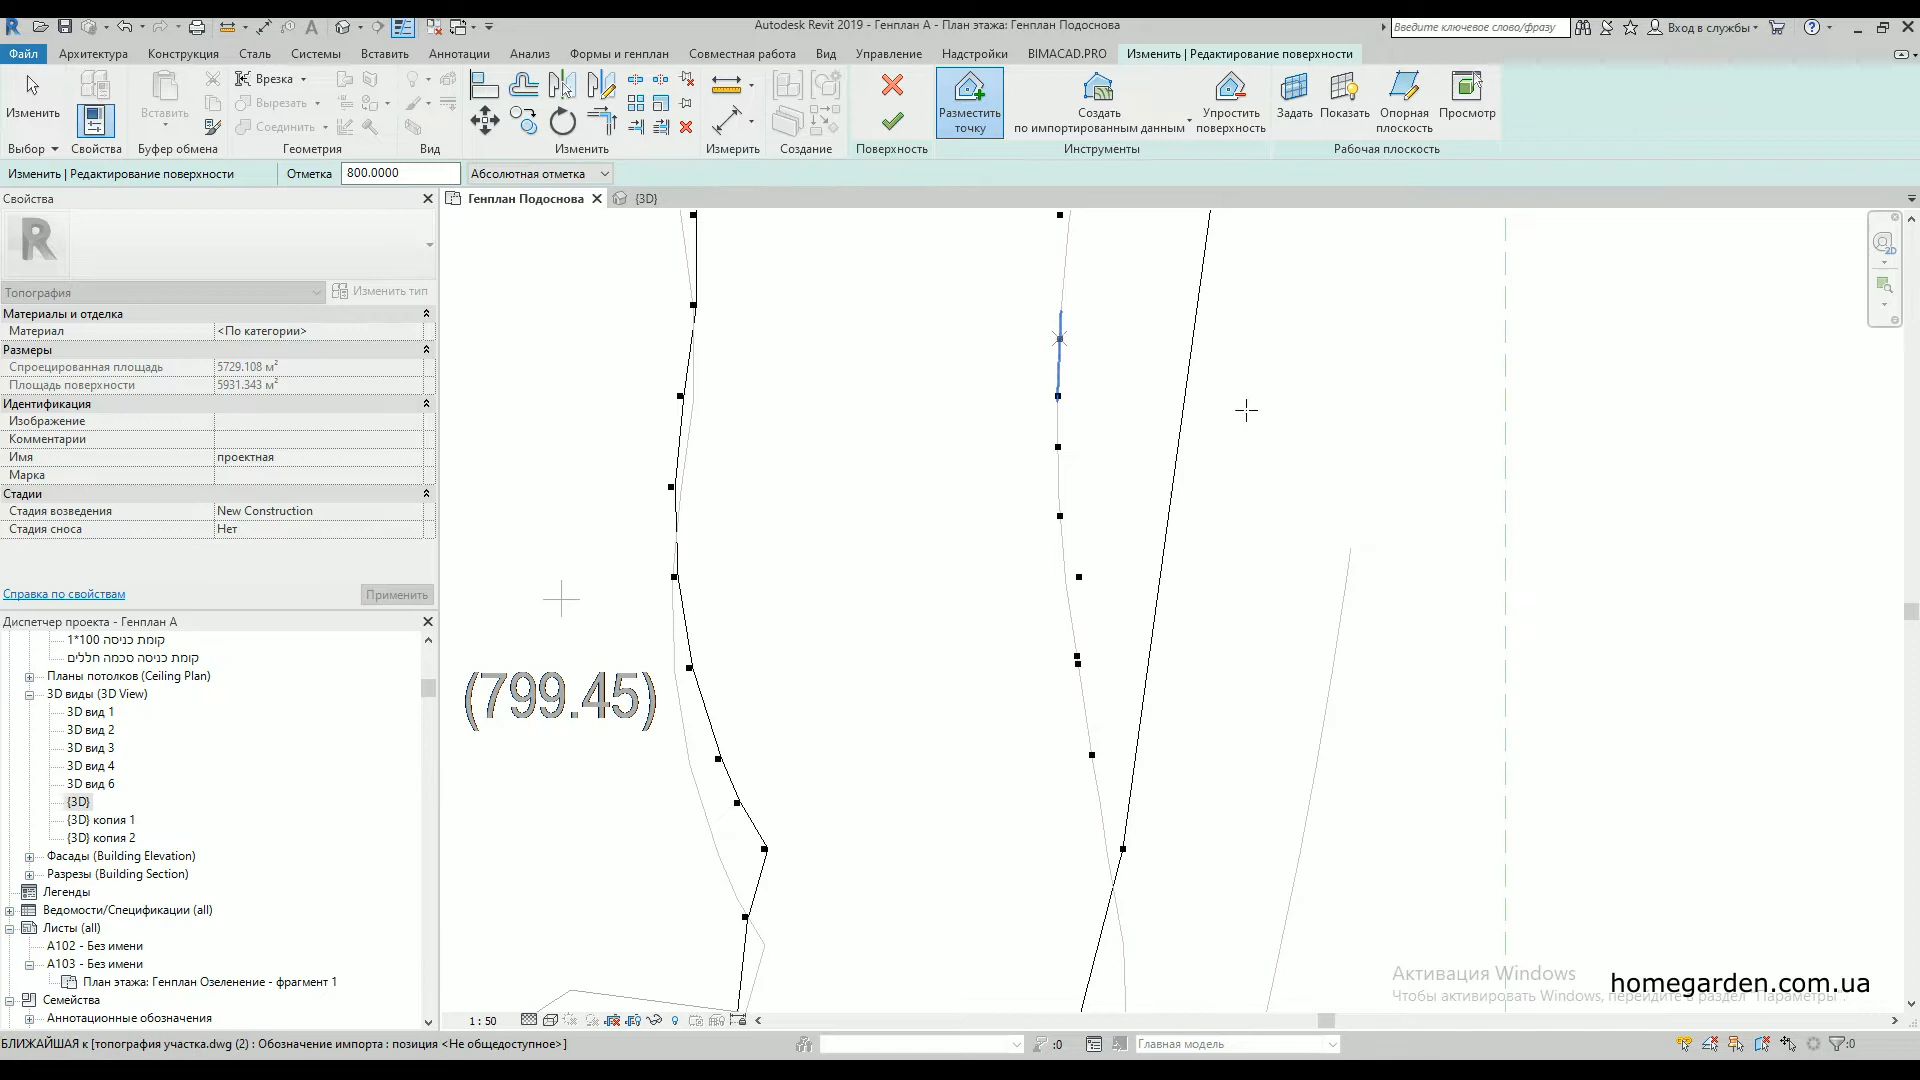 Autodesk Revit 2019 - Генплан А - План этажа: Генплан Подоснова
Введите ключевое слово/фразу
Вход в службы
Файл Архитектура Конструкция Сталь Системы Вставить Аннотации Анализ Формы и генплан Совместная работа Вид Управление Надстройки BIMACAD.PRO Изменить | Редактирование поверхности
Изменить
Вставить
Врезка
Вырезать
Соединить
Разместить точку
Создать по импортированным данным
Упростить поверхность
Задать
Показать
Опорная плоскость
Просмотр
Выбор Свойства Буфер обмена Геометрия Вид Изменить Измерить Создание Поверхность Инструменты Рабочая плоскость
Изменить | Редактирование поверхности Отметка 800.0000 Абсолютная отметка
Свойства
Генплан Подоснова
{3D}
R
Топография
Изменить тип
Материалы и отделка
Материал <По категории>
Размеры
Спроецированная площадь 5729.108 м²
Площадь поверхности 5931.343 м²
Идентификация
Изображение
Комментарии
Имя проектная
Марка
Стадии
Стадия возведения New Construction
Стадия сноса Нет
Справка по свойствам
Применить
Диспетчер проекта - Генплан А
קומת כניסה 100*1
קומת כניסה סכמה חללים
Планы потолков (Ceiling Plan)
3D виды (3D View)
3D вид 1
3D вид 2
3D вид 3
3D вид 4
3D вид 6
{3D}
{3D} копия 1
{3D} копия 2
Фасады (Building Elevation)
Разрезы (Building Section)
Легенды
Ведомости/Спецификации (all)
Листы (all)
A102 - Без имени
A103 - Без имени
План этажа: Генплан Озеленение - фрагмент 1
Семейства
Аннотационные обозначения
(799.45)
2D
Активация Windows
Чтобы активировать Windows, перейдите в раздел "Параметры".
homegarden.com.ua
1 : 50
БЛИЖАЙШАЯ к [топография участка.dwg (2) : Обозначение импорта : позиция <Не общедоступное>]
:0
Главная модель
:0